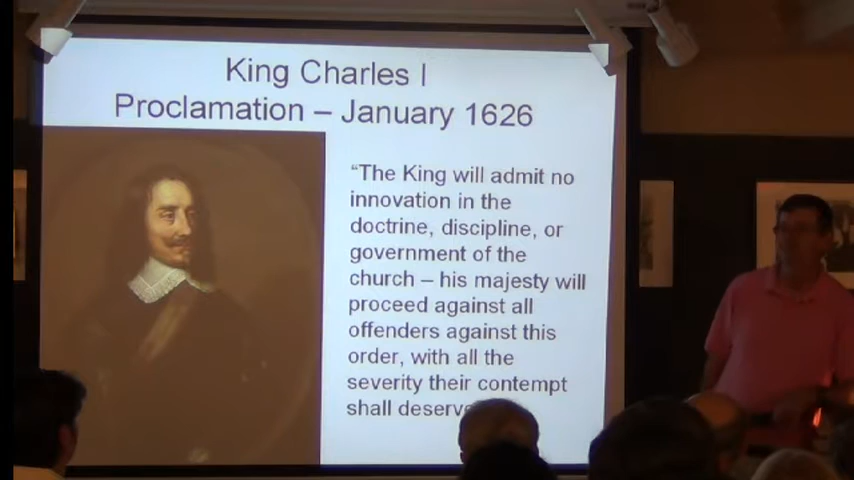 King Charles I
Proclamation – January 1626
“The King will admit no
innovation in the
doctrine, discipline, or
government of the
church – his majesty will
proceed against all
offenders against this
order, with all the
severity their contempt
shall